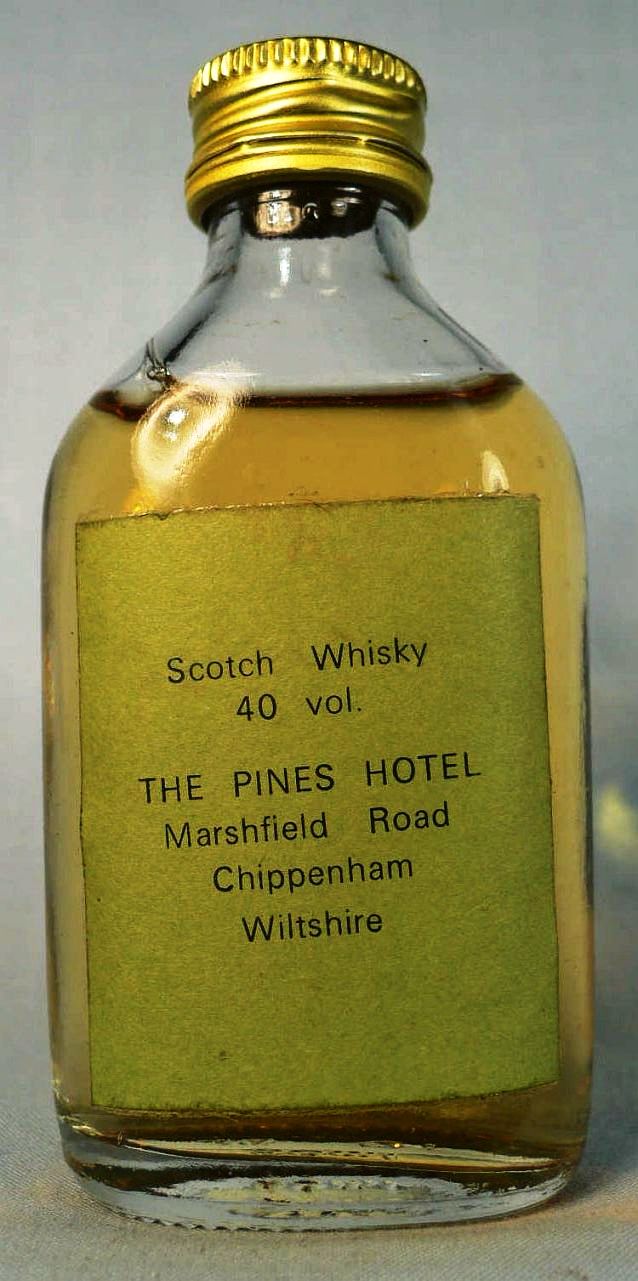 Scotch Whisky
40 vol.
THE PINES HOTEL
Marshfield Road
Chippenham
Wiltshire